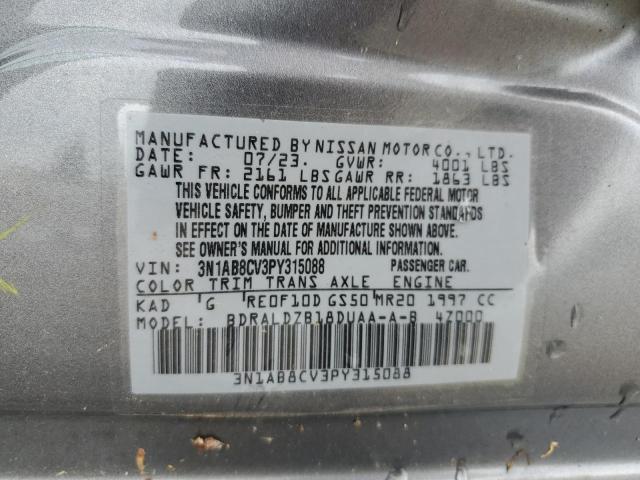 MANUFACTURED BY NISSAN MOTOR CO., LTD.
DATE: 07/23. GVWR: 4001 LBS
GAWR FR: 2161 LBS GAWR RR: 1863 LBS
THIS VEHICLE CONFORMS TO ALL APPLICABLE FEDERAL MOTOR
VEHICLE SAFETY, BUMPER AND THEFT PREVENTION STANDARDS
IN EFFECT ON THE DATE OF MANUFACTURE SHOWN ABOVE.
SEE OWNER'S MANUAL FOR ADDITIONAL INFORMATION.
VIN: 3N1AB8CV3PY315088 PASSENGER CAR.
COLOR TRIM TRANS AXLE ENGINE
KAD G RE0F10D GS50 MR20 1997 CC
MODEL: BDRALDZB18DUAA-A-B 4Z000
3N1AB8CV3PY315088